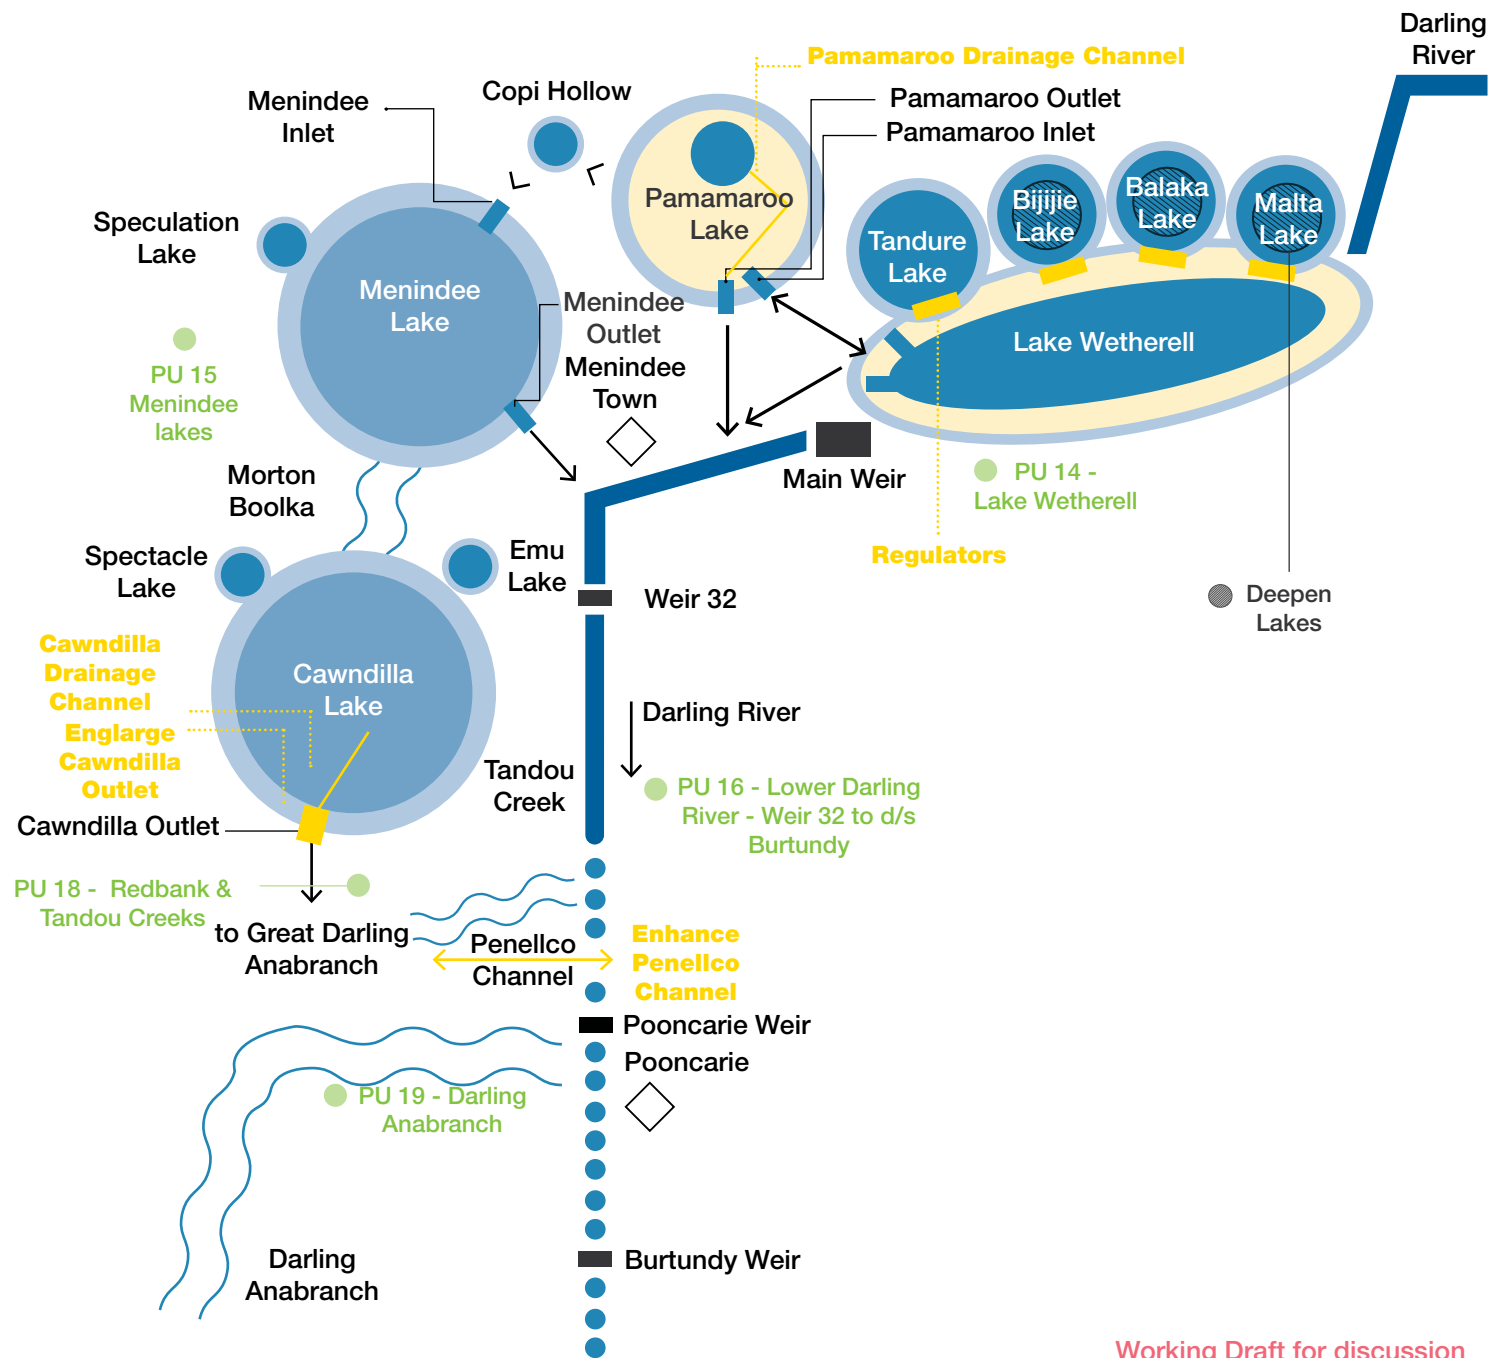 Darling
River
Pamamaroo Drainage Channel
Copi Hollow
Menindee
Inlet
Pamamaroo Outlet
Pamamaroo Inlet
Speculation
Lake
Pamamaroo
Lake
Bijijie
Lake
Balaka
Lake
Malta
Lake
Tandure
Lake
Menindee
Lake
Menindee
Outlet
Menindee
Town
Lake Wetherell
PU 15
Menindee
lakes
Morton
Boolka
Main Weir
PU 14 -
Lake Wetherell
Spectacle
Lake
Emu
Lake
Regulators
Weir 32
Deepen
Lakes
Cawndilla
Drainage
Channel
Englarge
Cawndilla
Outlet
Cawndilla
Lake
Darling River
Tandou
Creek
PU 16 - Lower Darling
River - Weir 32 to d/s
Burtundy
Cawndilla Outlet
PU 18 - Redbank &
Tandou Creeks
to Great Darling
Anabranch
Penellco
Channel
Enhance
Penellco
Channel
Pooncarie Weir
Pooncarie
PU 19 - Darling
Anabranch
Darling
Anabranch
Burtundy Weir
Working Draft for discussion